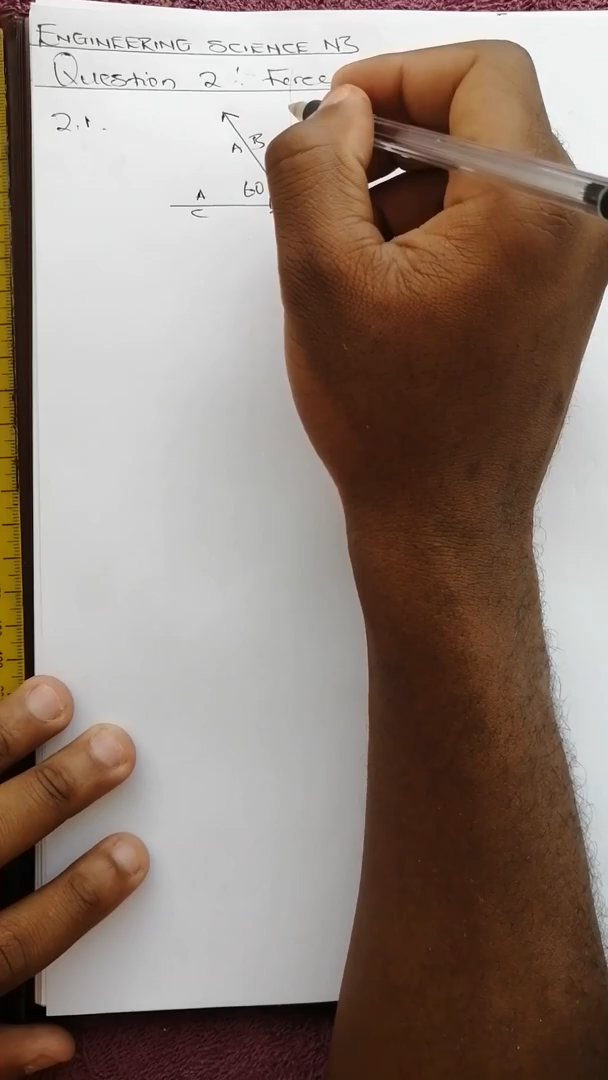 ENGINEERING SCIENCE N3
Question 2 : Force
2.1.
A B
A 60
C